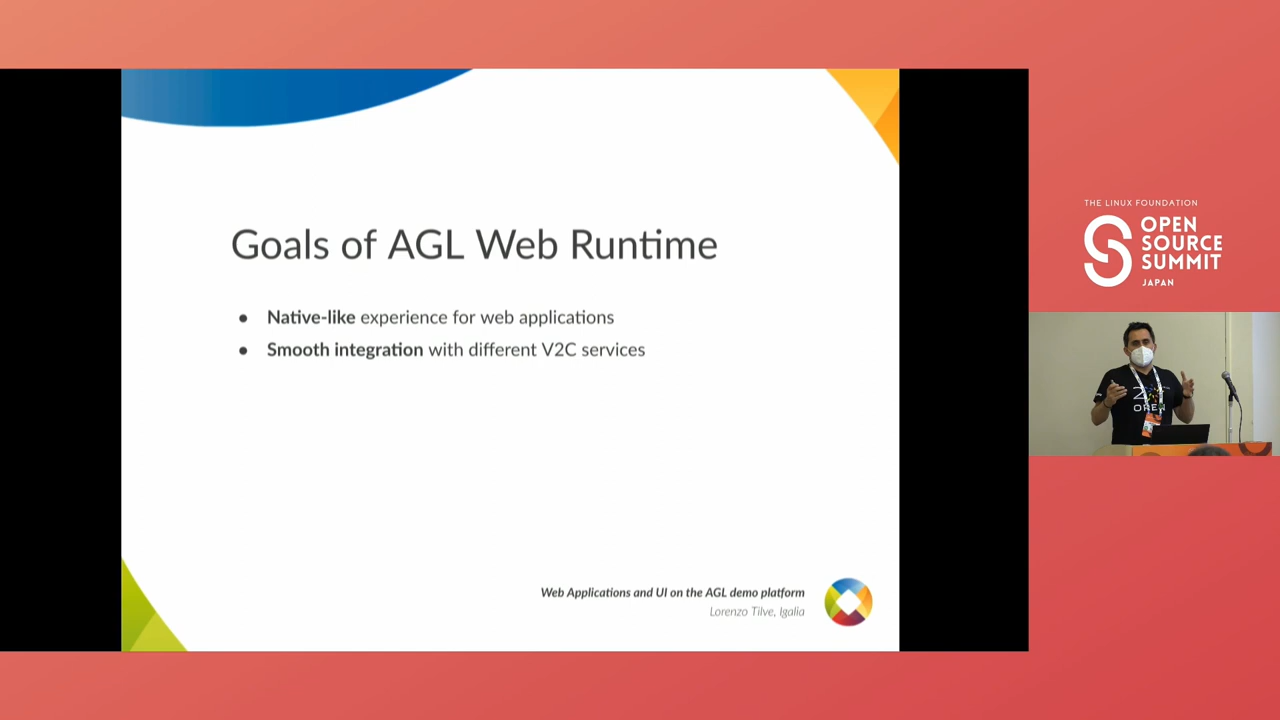 Goals of AGL Web Runtime
● Native-like experience for web applications
● Smooth integration with different V2C services
Web Applications and UI on the AGL demo platform
Lorenzo Tilve, Igalia
THE LINUX FOUNDATION
OPEN
SOURCE
SUMMIT
JAPAN